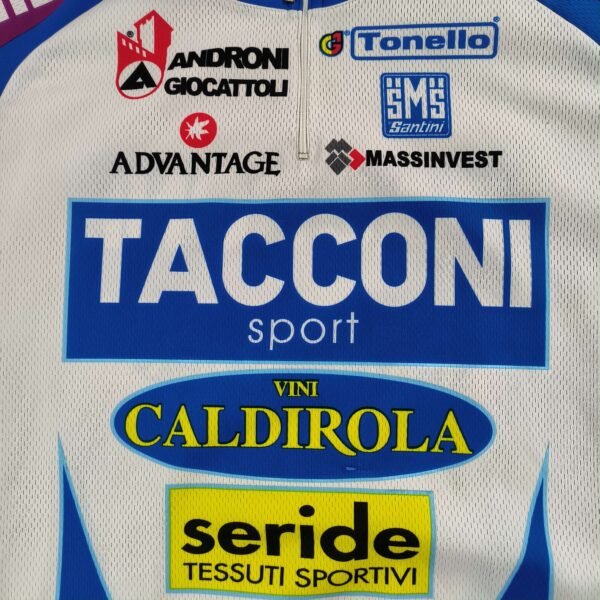 ANDRONI
GIOCATTOLI
Tonello
SMS
Santini
ADVANTAGE
MASSINVEST
TACCONI
sport
VINI
CALDIROLA
seride
TESSUTI SPORTIVI